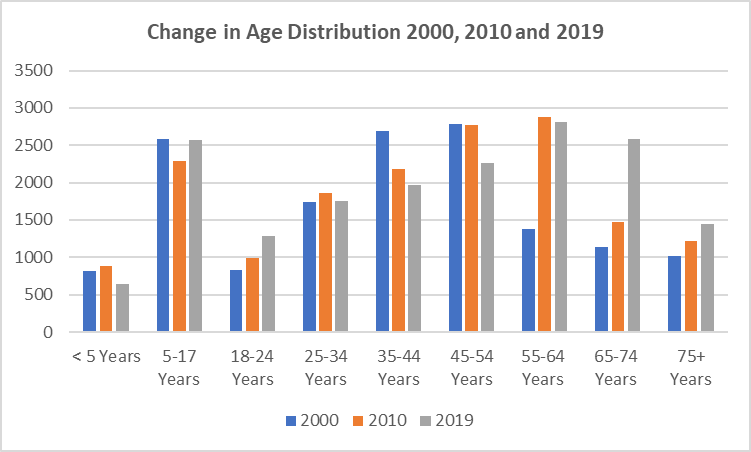 Change in Age Distribution 2000, 2010 and 2019
3500
3000
2500
2000
1500
1000
500
0
< 5 Years
5-17
Years
18-24
Years
25-34
Years
35-44
Years
45-54
Years
55-64
Years
65-74
Years
75+
Years
2000 2010 2019